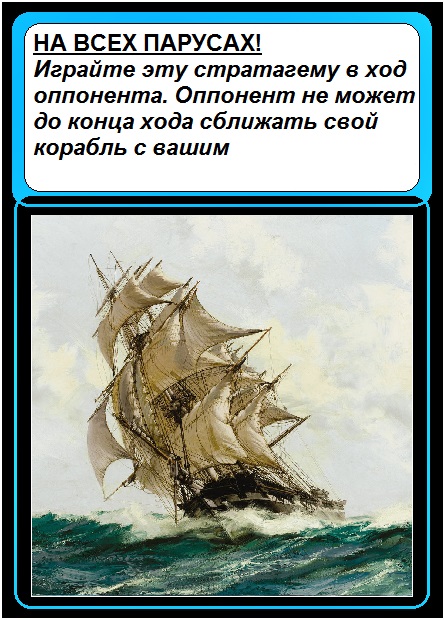 НА ВСЕХ ПАРУСАХ!
Играйте эту стратагему в ход
оппонента. Оппонент не может
до конца хода сближать свой
корабль с вашим